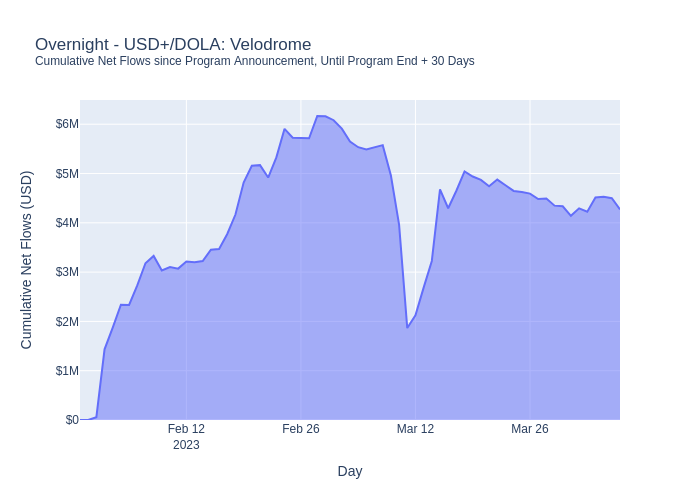 Overnight - USD+/DOLA: Velodrome
Cumulative Net Flows since Program Announcement, Until Program End + 30 Days
Cumulative Net Flows (USD)
$6M
$5M
$4M
$3M
$2M
$1M
$0
Feb 12
2023
Feb 26
Mar 12
Mar 26
Day